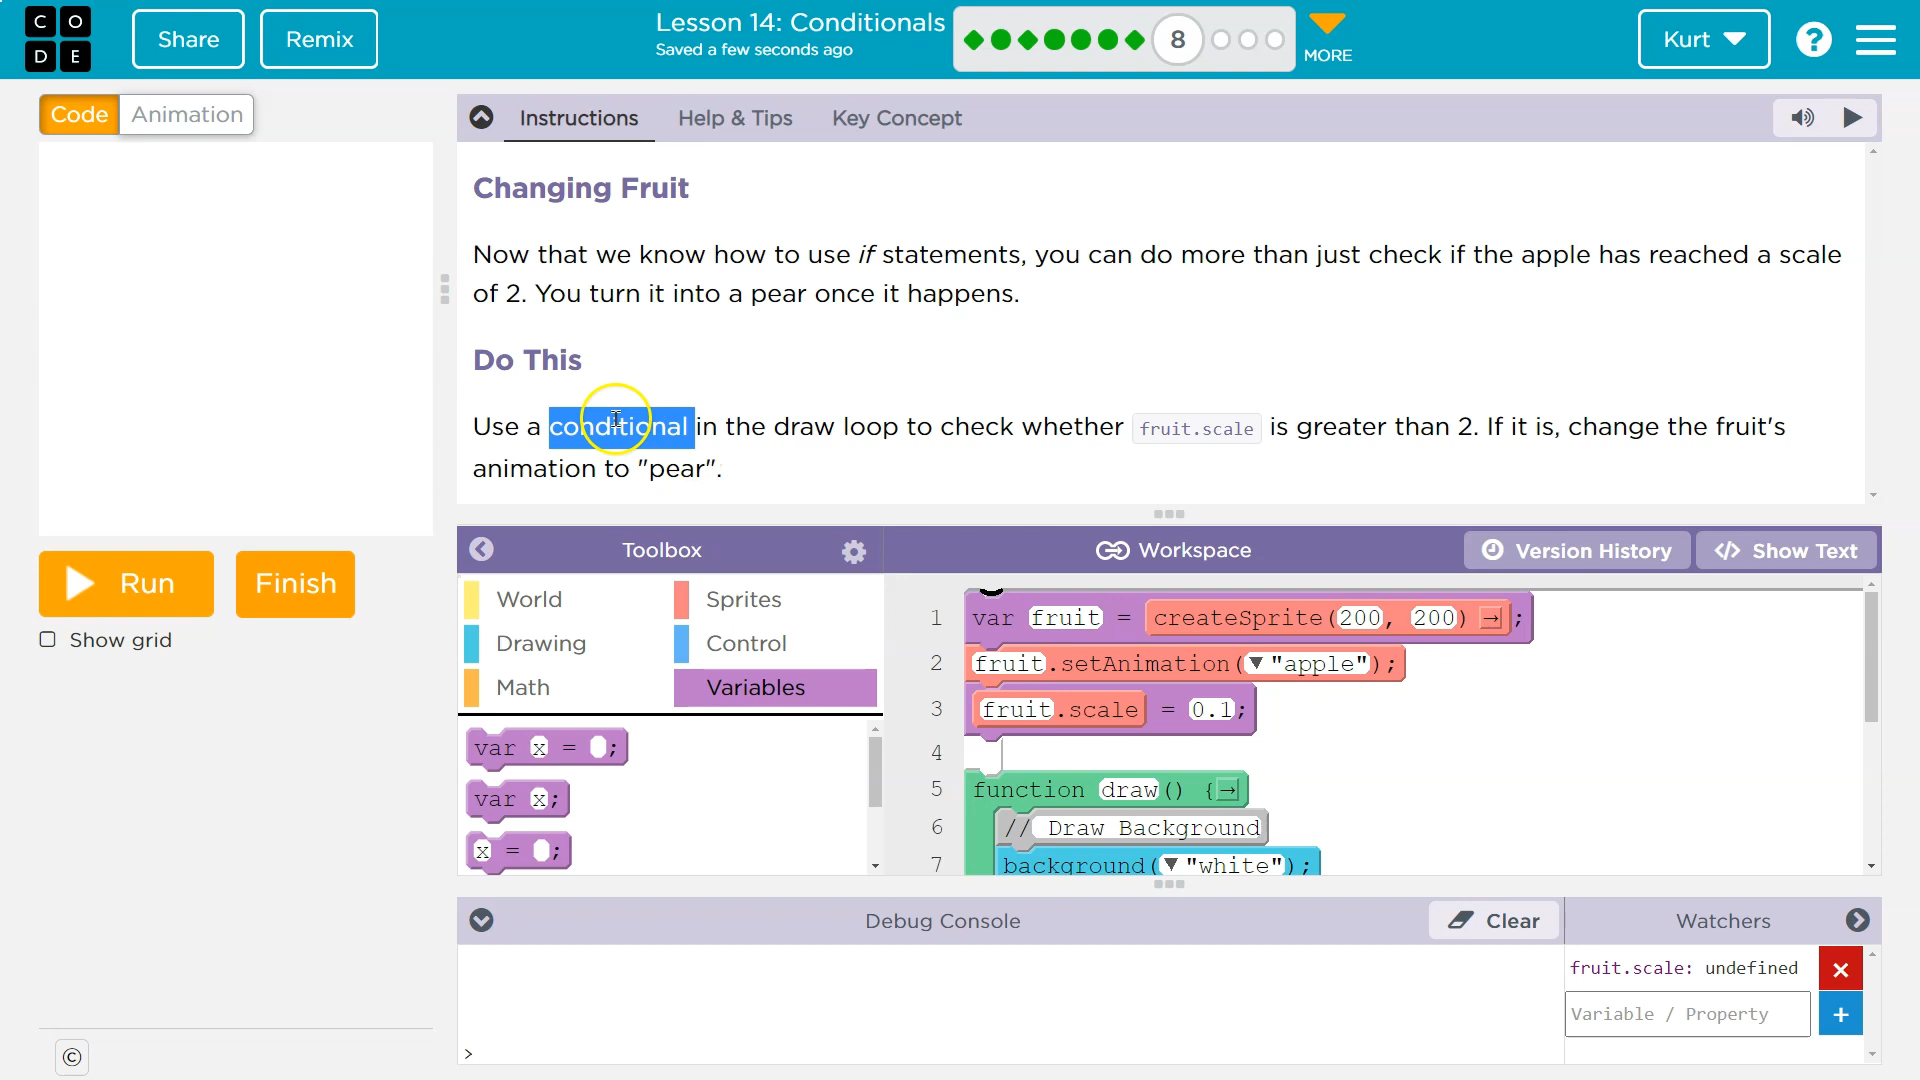 CODE
Share
Remix
Lesson 14: Conditionals
Saved a few seconds ago
8
MORE
Kurt
?
Code
Animation
Instructions
Help & Tips
Key Concept
Changing Fruit
Now that we know how to use if statements, you can do more than just check if the apple has reached a scale
of 2. You turn it into a pear once it happens.
Do This
Use a conditional in the draw loop to check whether fruit.scale is greater than 2. If it is, change the fruit's
animation to "pear".
Run
Finish
Show grid
Toolbox
Workspace
Version History
</> Show Text
World
Sprites
Drawing
Control
Math
Variables
var x = ;
var x;
x = ;
1 var fruit = createSprite(200, 200) → ;
2 fruit.setAnimation(▼"apple");
3 fruit.scale = 0.1;
4
5 function draw() {→
6 // Draw Background
7 background(▼"white");
Debug Console
Clear
Watchers
fruit.scale: undefined
×
Variable / Property
+
>
©